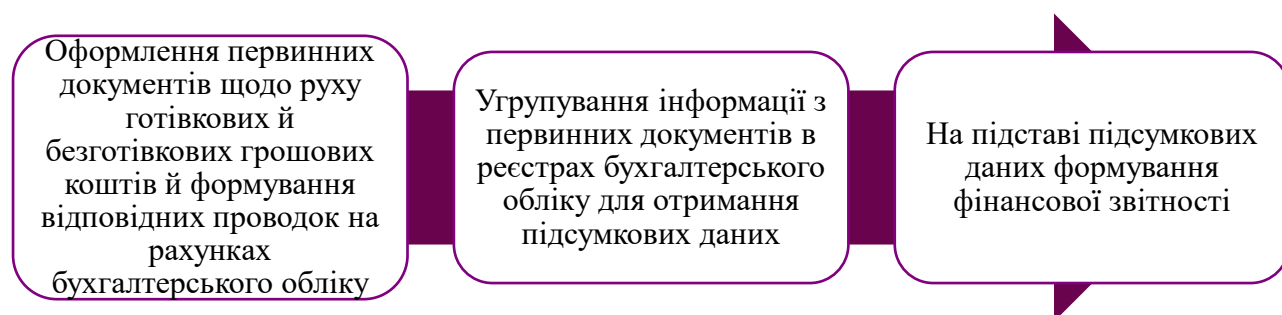 Оформлення первинних
документів щодо руху
готівкових й
безготівкових грошових
коштів й формування
відповідних проводок на
рахунках
бухгалтерського обліку
Угрупування інформації з
первинних документів в
реєстрах бухгалтерського
обліку для отримання
підсумкових даних
На підставі підсумкових
даних формування
фінансової звітності